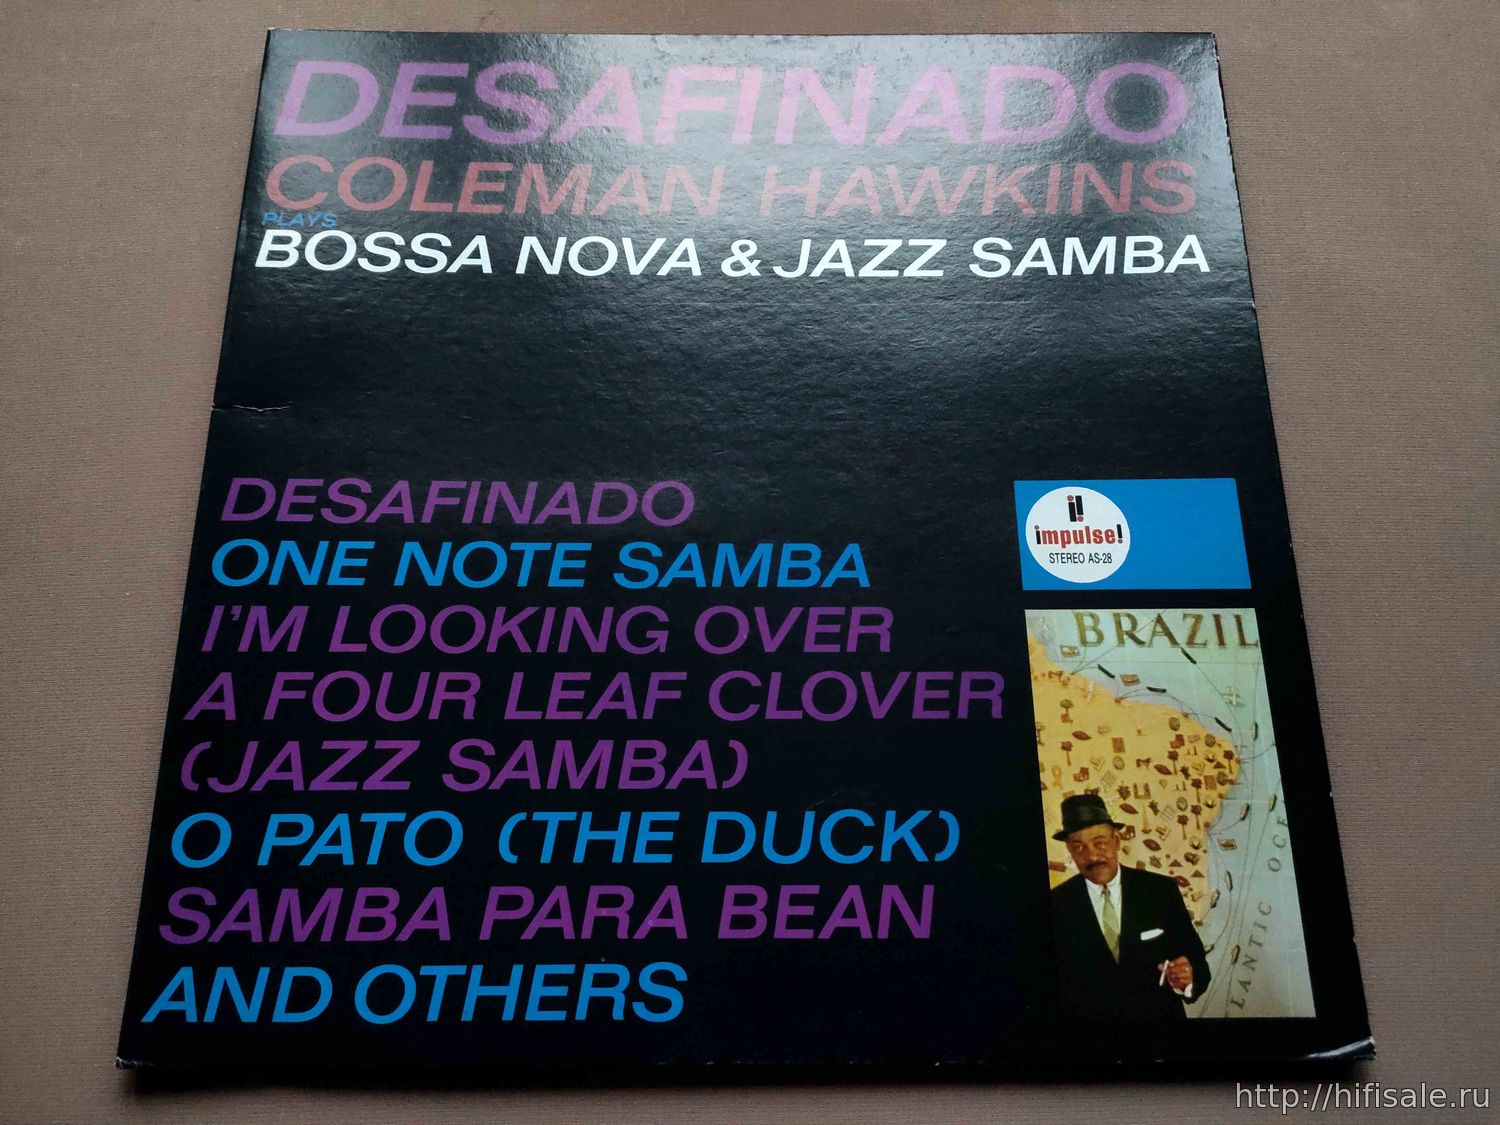 DESAFINADO
COLEMAN HAWKINS
PLAYS
BOSSA NOVA & JAZZ SAMBA
DESAFINADO
ONE NOTE SAMBA
I'M LOOKING OVER
A FOUR LEAF CLOVER
(JAZZ SAMBA)
O PATO (THE DUCK)
SAMBA PARA BEAN
AND OTHERS
i!
impulse!
STEREO AS-28
BRAZIL
LANTIC OCE
http://hifisale.ru